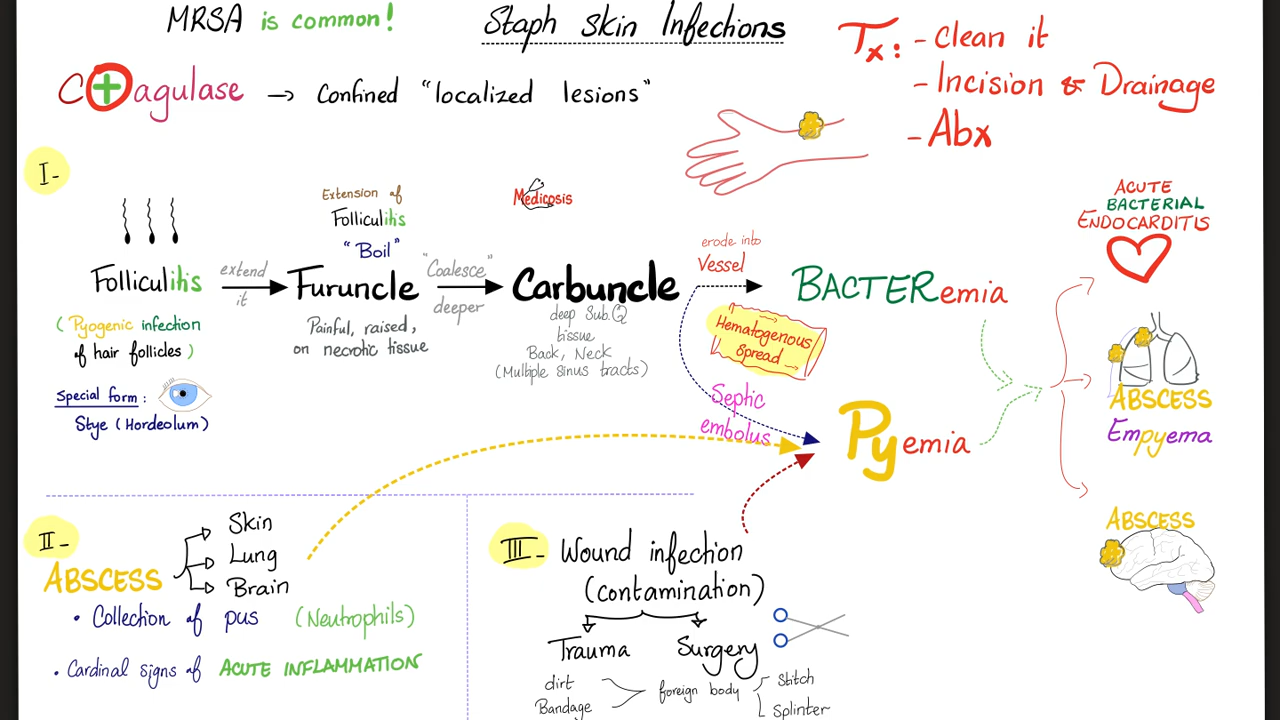 MRSA is common!
Staph Skin Infections
Tx: - Clean it
- Incision & Drainage
- Abx
Coagulase → Confined "localized lesions"
I-
Folliculitis
(Pyogenic infection
of hair follicles)
Special form:
Stye (Hordeolum)
extend
it
Extension of
Folliculitis
"Boil"
Furuncle
Painful, raised,
on necrotic tissue
"Coalesce"
deeper
Medicosis
Carbuncle
deep Sub.Q
tissue
Back, Neck
(Multiple sinus tracts)
erode into
Vessel
BACTERemia
Hematogenous
Spread →
Septic
embolus
Pyemia
ACUTE
BACTERIAL
ENDOCARDITIS
ABSCESS
Empyema
ABSCESS
II-
ABSCESS
Skin
Lung
Brain
• Collection of pus (Neutrophils)
• Cardinal signs of ACUTE INFLAMMATION
III- Wound infection
(contamination)
Trauma
Surgery
dirt
Bandage
foreign body
Stitch
Splinter